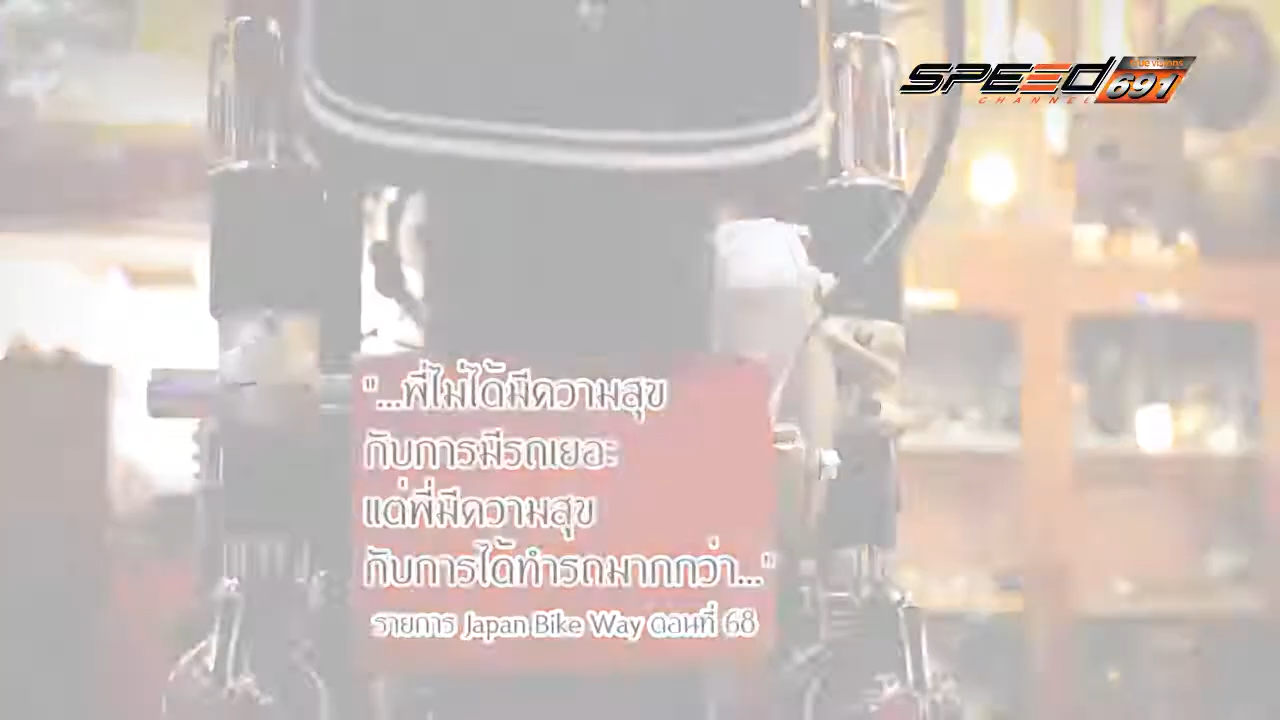 SPEED
CHANNEL
true visions
691
"...พี่ไม่ได้มีความสุข
กับการมีรถเยอะ
แต่พี่มีความสุข
กับการได้ทำรถมากกว่า..."
รายการ Japan Bike Way ตอนที่ 68